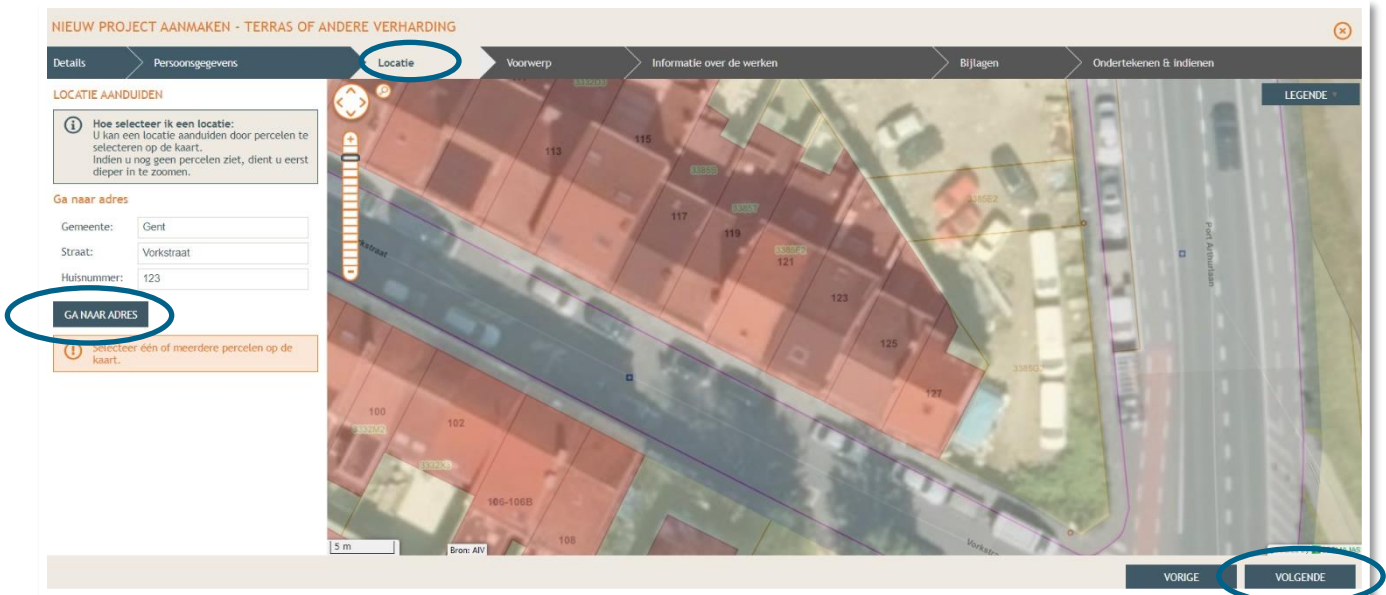 NIEUW PROJECT AANMAKEN - TERRAS OF ANDERE VERHARDING
Details
Persoonsgegevens
Locatie
Voorwerp
Informatie over de werken
Bijlagen
Ondertekenen & indienen
LOCATIE AANDUIDEN
Hoe selecteer ik een locatie:
U kan een locatie aanduiden door percelen te
selecteren op de kaart.
Indien u nog geen percelen ziet, dient u eerst
dieper in te zoomen.
Ga naar adres
Gemeente: Gent
Straat: Vorkstraat
Huisnummer: 123
GA NAAR ADRES
Selecteer één of meerdere percelen op de
kaart.
LEGENDE
115
113
117
119
121
3385E2
123
125
127
Port Arthurlaan
100
102
106-106B
108
5 m
Bron: AIV
VORIGE
VOLGENDE